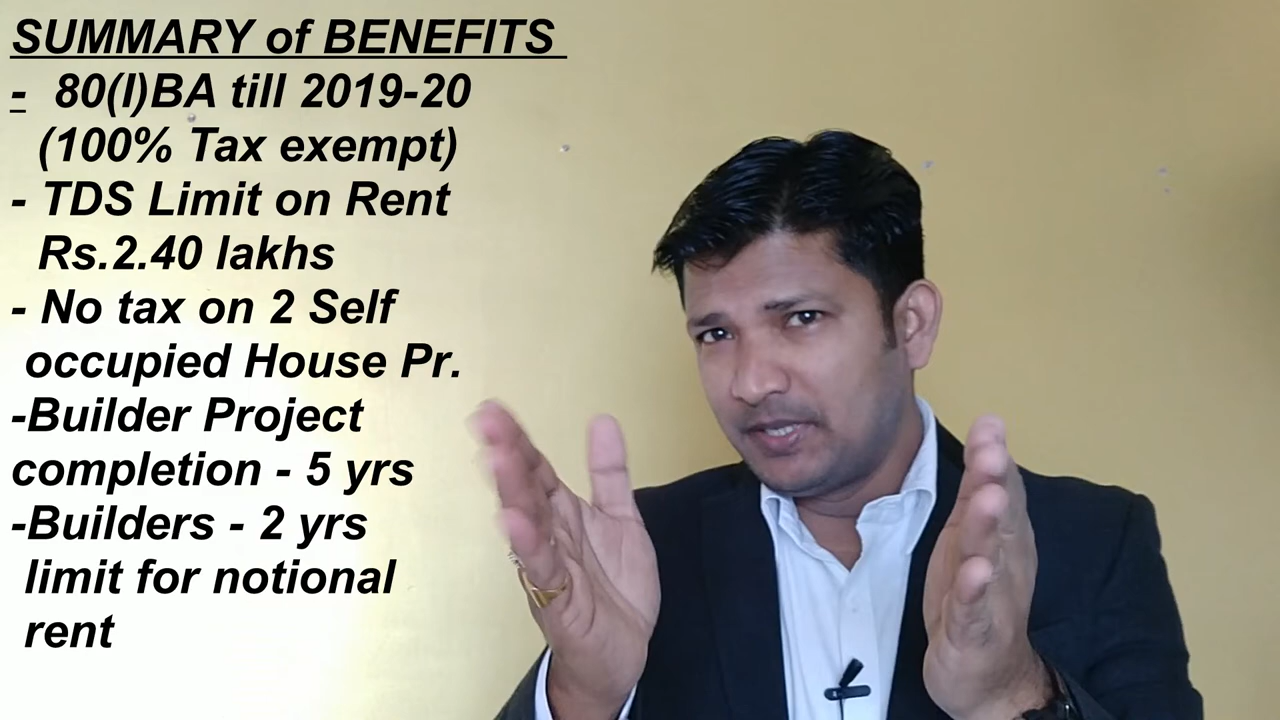 SUMMARY of BENEFITS
- 80(I)BA till 2019-20
(100% Tax exempt)
- TDS Limit on Rent
Rs.2.40 lakhs
- No tax on 2 Self
occupied House Pr.
-Builder Project
completion - 5 yrs
-Builders - 2 yrs
limit for notional
rent